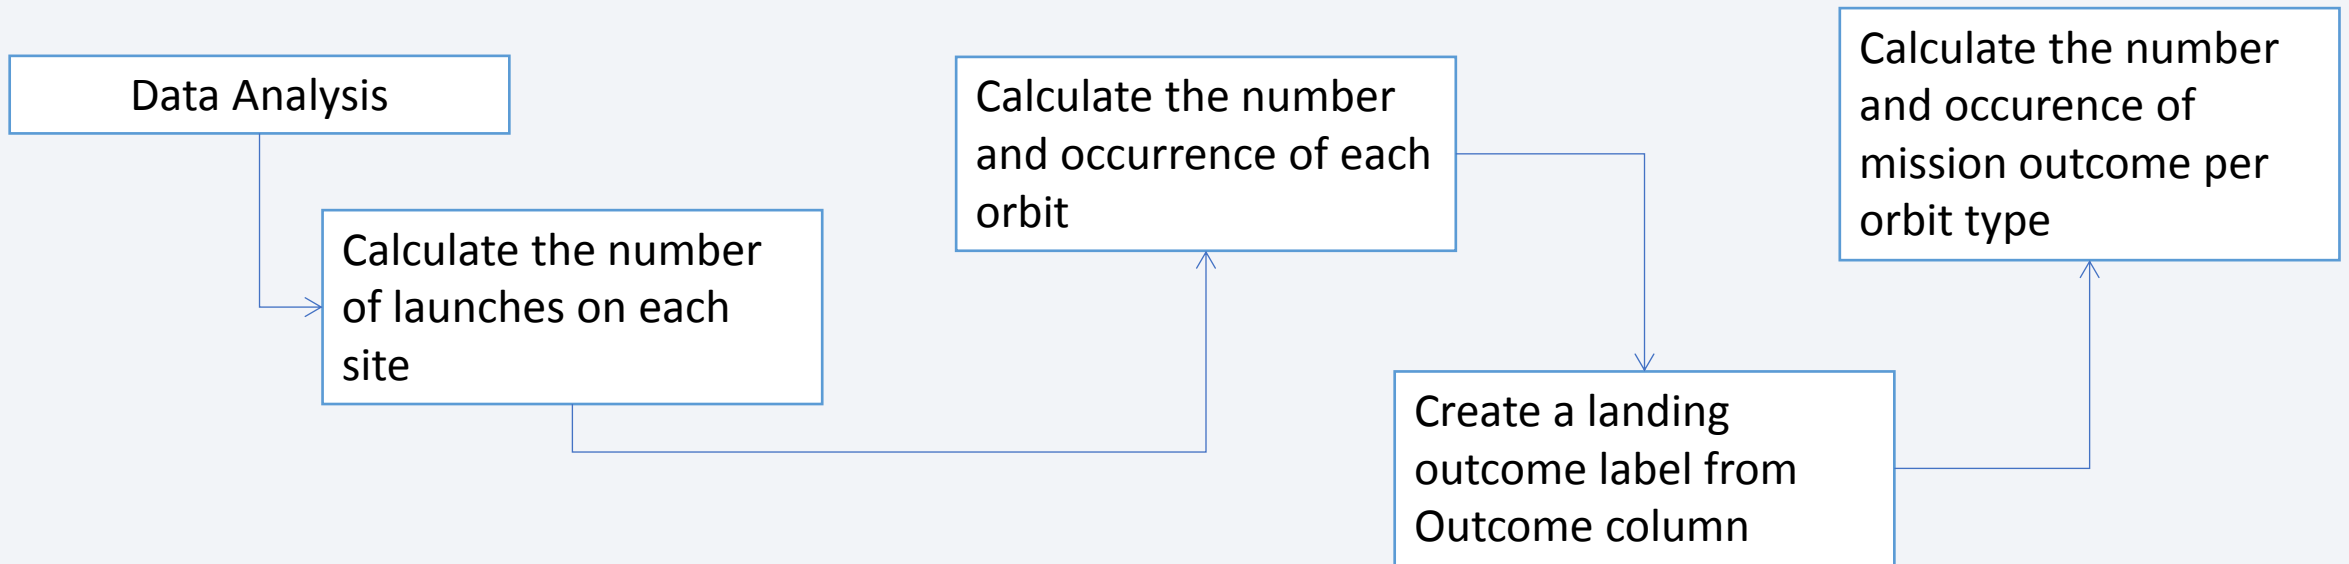 Data Analysis
Calculate the number
of launches on each
site
Calculate the number
and occurrence of each
orbit
Create a landing
outcome label from
Outcome column
Calculate the number
and occurence of
mission outcome per
orbit type